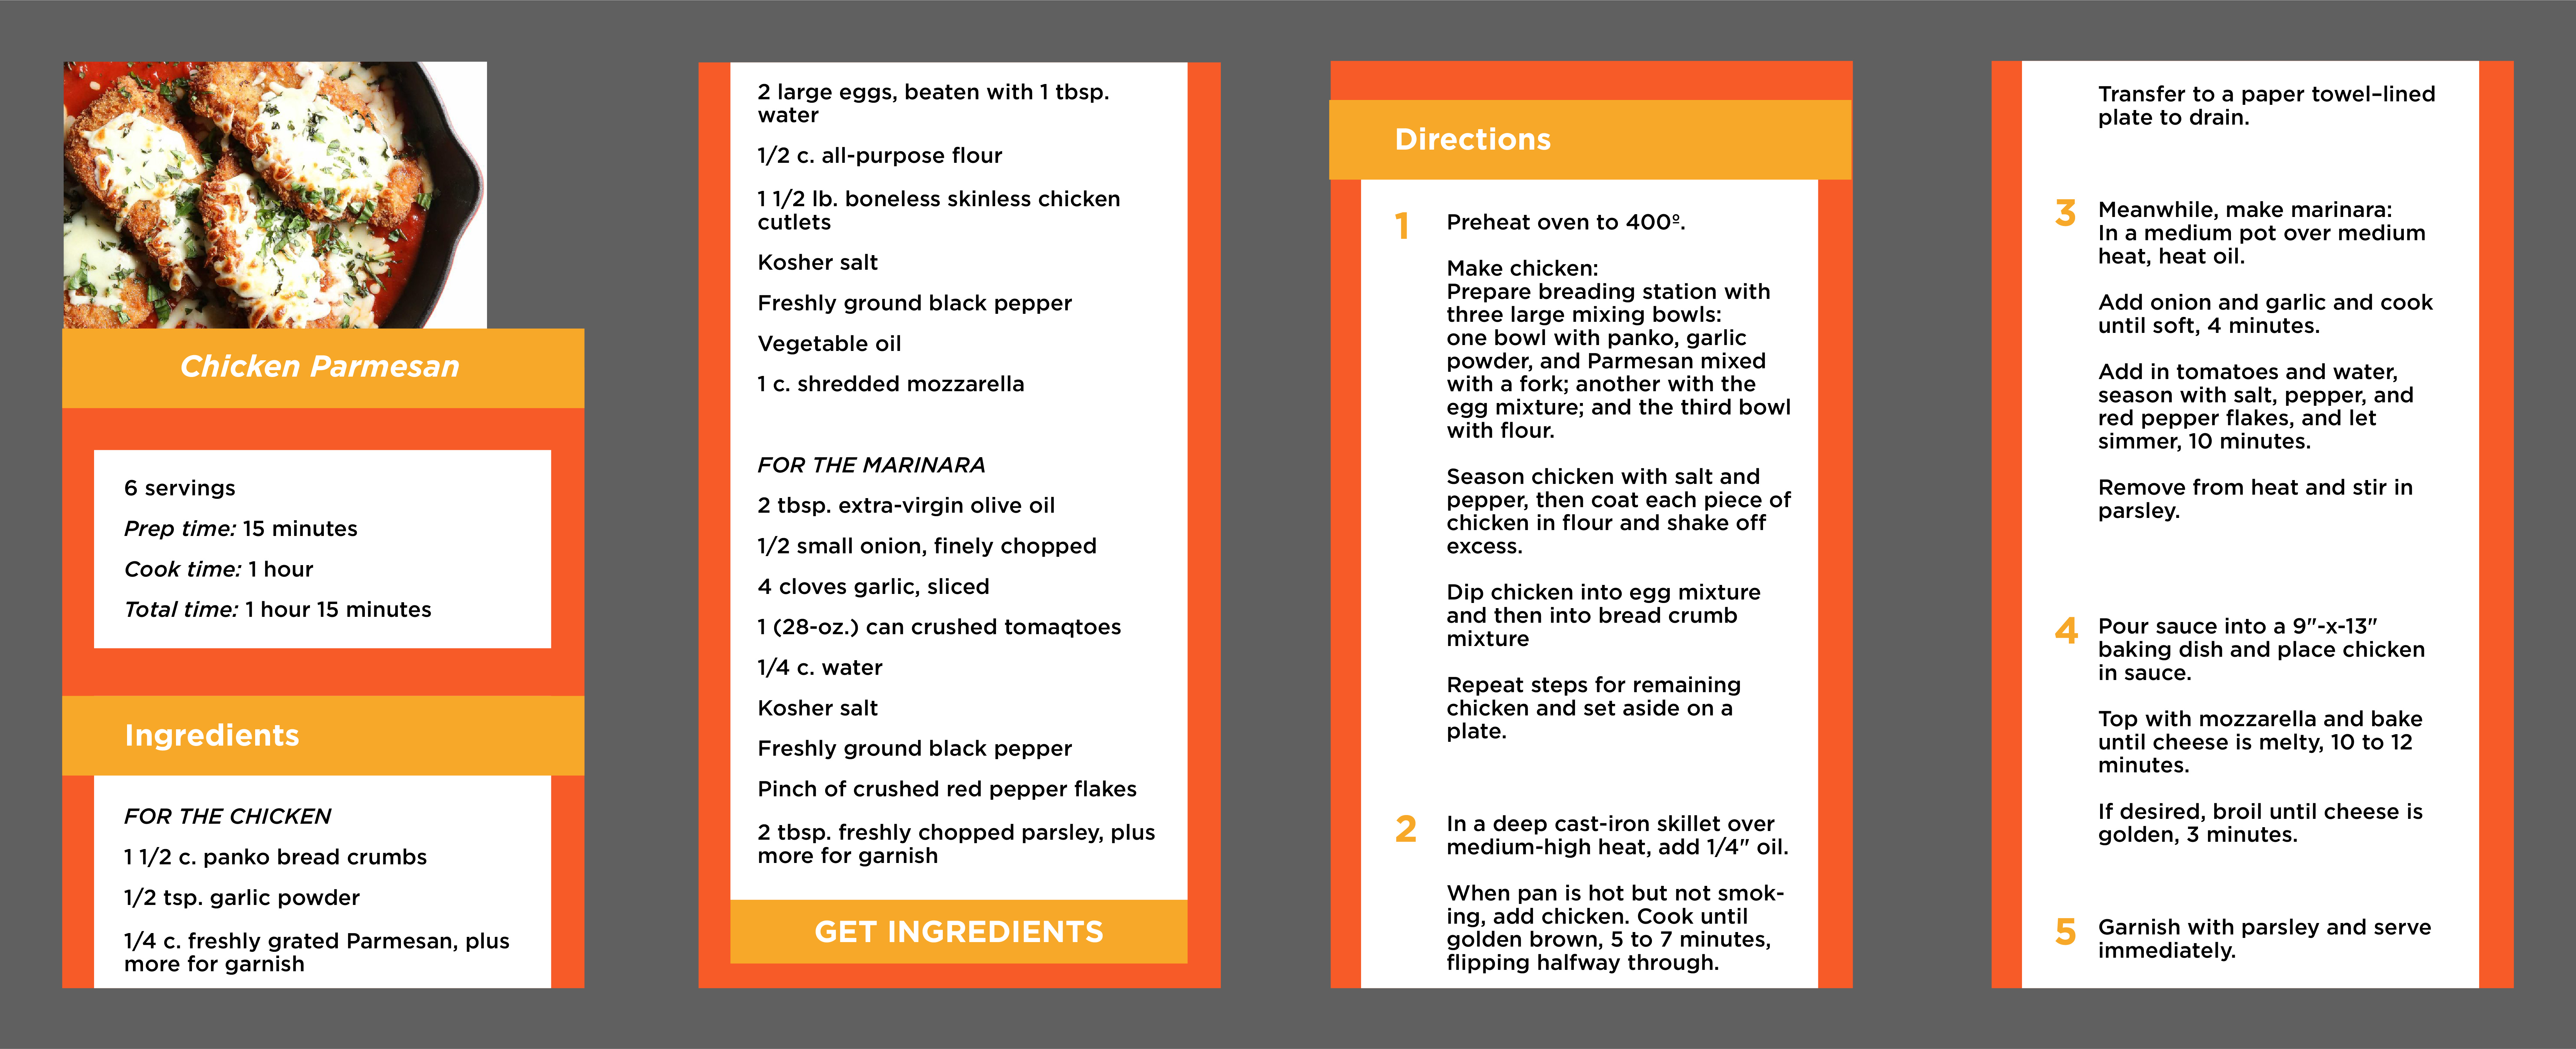 Chicken Parmesan
6 servings
Prep time: 15 minutes
Cook time: 1 hour
Total time: 1 hour 15 minutes
Ingredients
FOR THE CHICKEN
1 1/2 c. panko bread crumbs
1/2 tsp. garlic powder
1/4 c. freshly grated Parmesan, plus
more for garnish
2 large eggs, beaten with 1 tbsp.
water
1/2 c. all-purpose flour
1 1/2 lb. boneless skinless chicken
cutlets
Kosher salt
Freshly ground black pepper
Vegetable oil
1 c. shredded mozzarella
FOR THE MARINARA
2 tbsp. extra-virgin olive oil
1/2 small onion, finely chopped
4 cloves garlic, sliced
1 (28-oz.) can crushed tomaqtoes
1/4 c. water
Kosher salt
Freshly ground black pepper
Pinch of crushed red pepper flakes
2 tbsp. freshly chopped parsley, plus
more for garnish
GET INGREDIENTS
Directions
1 Preheat oven to 400º.
Make chicken:
Prepare breading station with
three large mixing bowls:
one bowl with panko, garlic
powder, and Parmesan mixed
with a fork; another with the
egg mixture; and the third bowl
with flour.
Season chicken with salt and
pepper, then coat each piece of
chicken in flour and shake off
excess.
Dip chicken into egg mixture
and then into bread crumb
mixture
Repeat steps for remaining
chicken and set aside on a
plate.
2 In a deep cast-iron skillet over
medium-high heat, add 1/4" oil.
When pan is hot but not smok-
ing, add chicken. Cook until
golden brown, 5 to 7 minutes,
flipping halfway through.
Transfer to a paper towel–lined
plate to drain.
3 Meanwhile, make marinara:
In a medium pot over medium
heat, heat oil.
Add onion and garlic and cook
until soft, 4 minutes.
Add in tomatoes and water,
season with salt, pepper, and
red pepper flakes, and let
simmer, 10 minutes.
Remove from heat and stir in
parsley.
4 Pour sauce into a 9"-x-13"
baking dish and place chicken
in sauce.
Top with mozzarella and bake
until cheese is melty, 10 to 12
minutes.
If desired, broil until cheese is
golden, 3 minutes.
5 Garnish with parsley and serve
immediately.